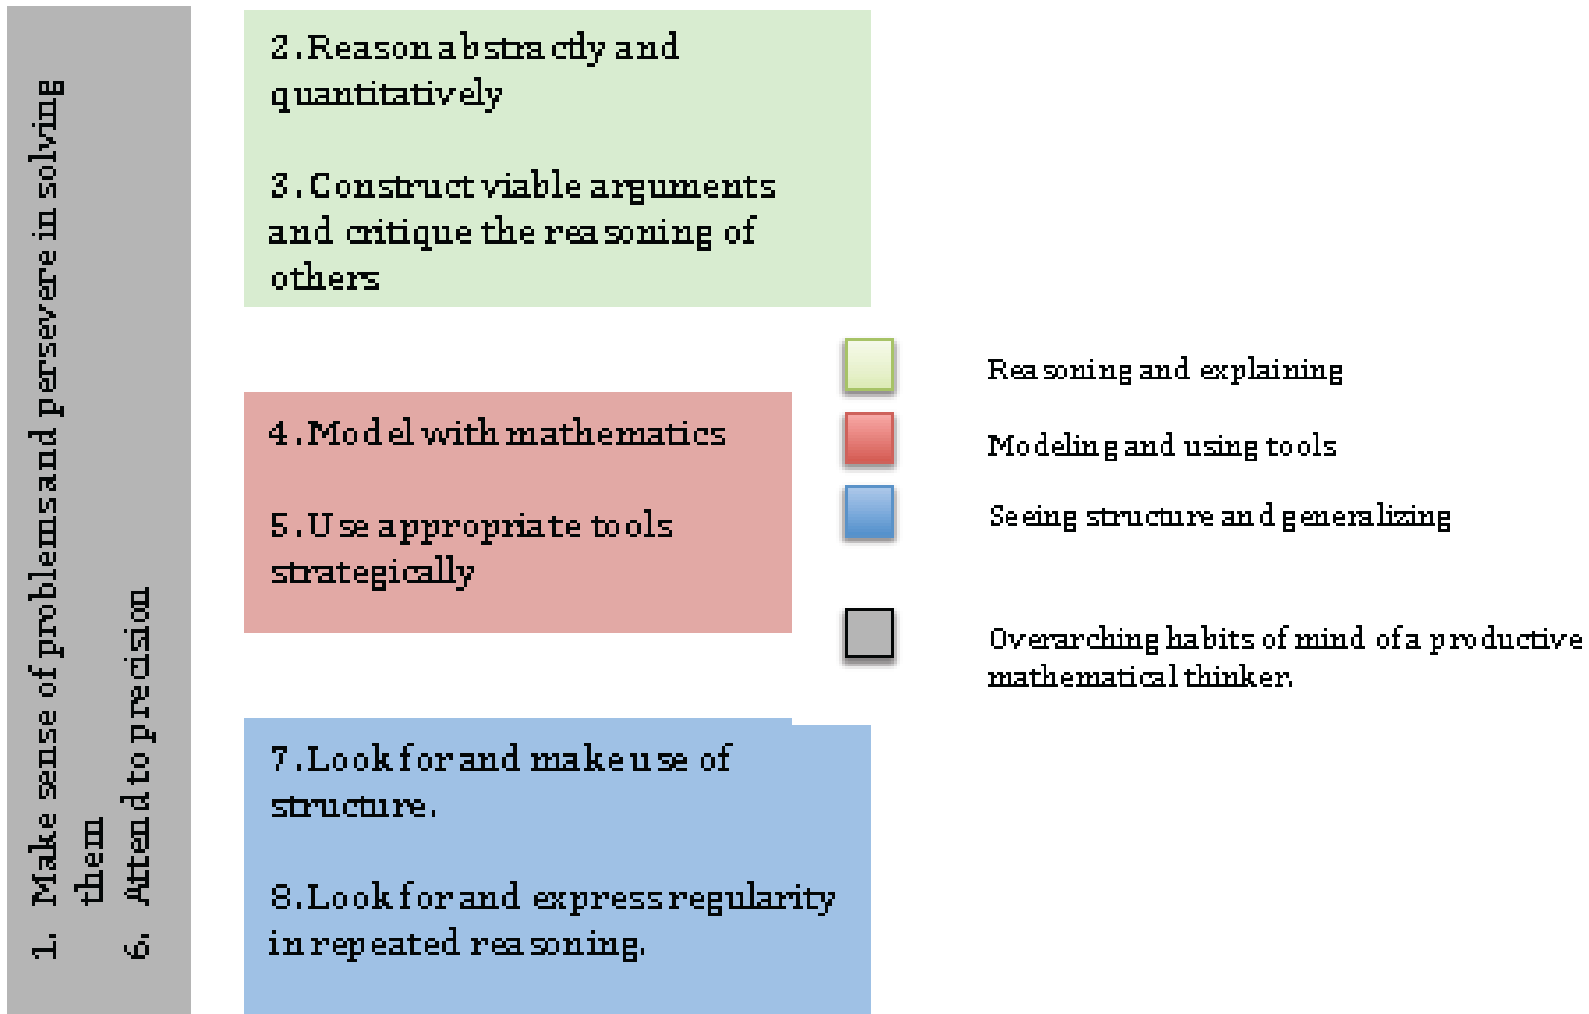 1. Make sense of problems and persevere in solving
them
6. Attend to precision
2. Reason abstractly and
quantitatively
3. Construct viable arguments
and critique the reasoning of
others
4. Model with mathematics
5. Use appropriate tools
strategically
7. Look for and make use of
structure.
8. Look for and express regularity
in repeated reasoning.
Reasoning and explaining
Modeling and using tools
Seeing structure and generalizing
Overarching habits of mind of a productive
mathematical thinker.